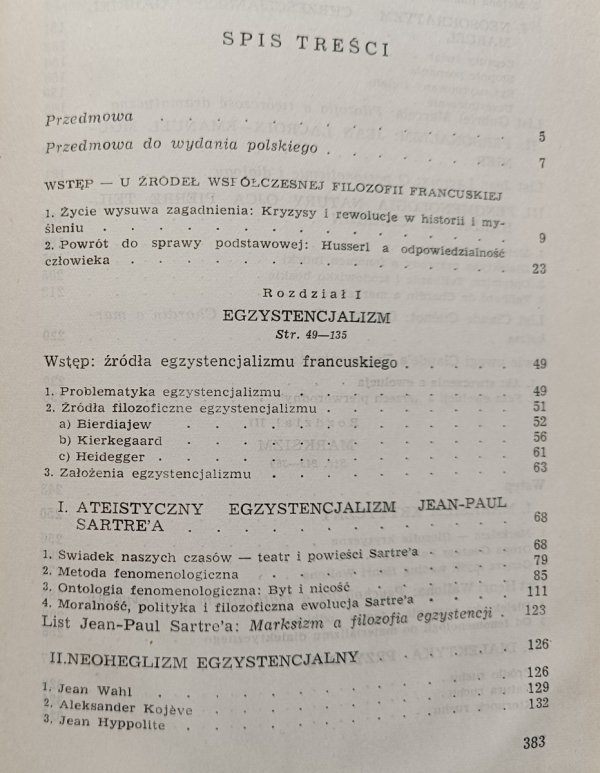 SPIS TREŚCI
Przedmowa . . . . . . . . . . . . 5
Przedmowa do wydania polskiego . . . . . . . 7
WSTĘP — U ŹRÓDEŁ WSPÓŁCZESNEJ FILOZOFII FRANCUSKIEJ
1. Życie wysuwa zagadnienia: Kryzysy i rewolucje w historii i my-
śleniu . . . . . . . . . . . . 9
2. Powrót do sprawy podstawowej: Husserl a odpowiedzialność
człowieka . . . . . . . . . . . . 23
Rozdział I
EGZYSTENCJALIZM
Str. 49—135
Wstęp: źródła egzystencjalizmu francuskiego . . . . . 49
1. Problematyka egzystencjalizmu . . . . . . . 49
2. Źródła filozoficzne egzystencjalizmu . . . . . . 51
a) Bierdiajew . . . . . . . . . . 52
b) Kierkegaard . . . . . . . . . . 56
c) Heidegger . . . . . . . . . . 61
3. Założenia egzystencjalizmu . . . . . . . . 63
I. ATEISTYCZNY EGZYSTENCJALIZM JEAN-PAUL
SARTRE'A . . . . . . . . . . 68
1. Swiadek naszych czasów — teatr i powieści Sartre'a . . . . 68
2. Metoda fenomenologiczna . . . . . . . . 79
3. Ontologia fenomenologiczna: Byt i nicość . . . . . 85
4. Moralność, polityka i filozoficzna ewolucja Sartre'a . . . . 111
List Jean-Paul Sartre'a: Marksizm a filozofia egzystencji . 123
II. NEOHEGLIZM EGZYSTENCJALNY . . . . . 126
1. Jean Wahl . . . . . . . . . . . 126
2. Aleksander Kojève . . . . . . . . . . 129
3. Jean Hyppolite . . . . . . . . . . 132
383